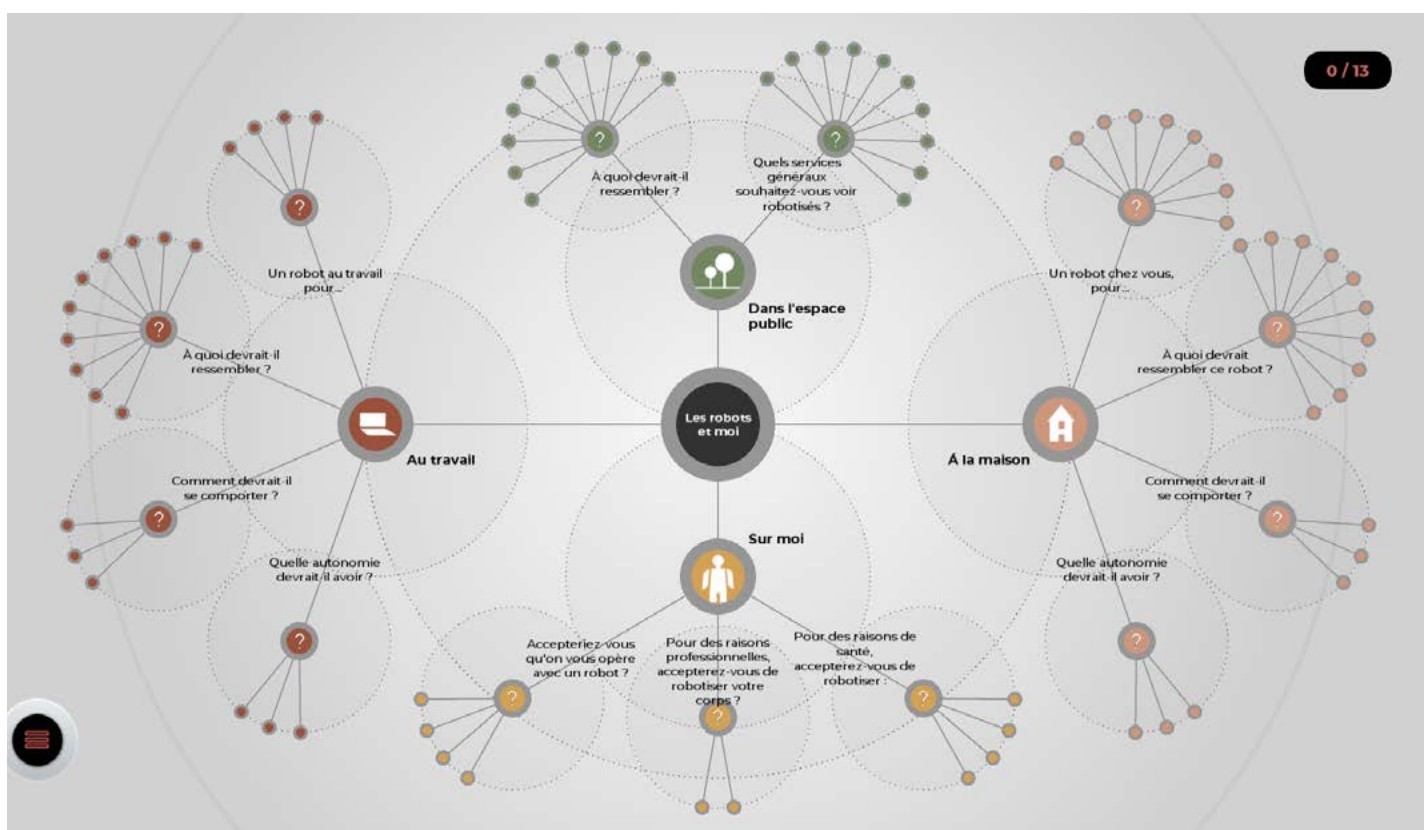 0 / 13
À quoi devrait-il
ressembler ?
Quels services
généraux
souhaitez-vous voir
robotisés ?
Un robot au travail
pour...
Dans l'espace
public
Un robot chez vous,
pour...
À quoi devrait-il
ressembler ?
À quoi devrait
ressembler ce robot ?
Les robots
et moi
Au travail
Á la maison
Comment devrait-il
se comporter ?
Comment devrait-il
se comporter ?
Sur moi
Quelle autonomie
devrait-il avoir ?
Quelle autonomie
devrait-il avoir ?
Accepteriez-vous
qu'on vous opère
avec un robot ?
Pour des raisons
professionnelles,
accepterez-vous de
robotiser votre
corps ?
Pour des raisons de
santé,
accepterez-vous de
robotiser :
?
?
?
?
?
?
?
?
?
?
?
?
?